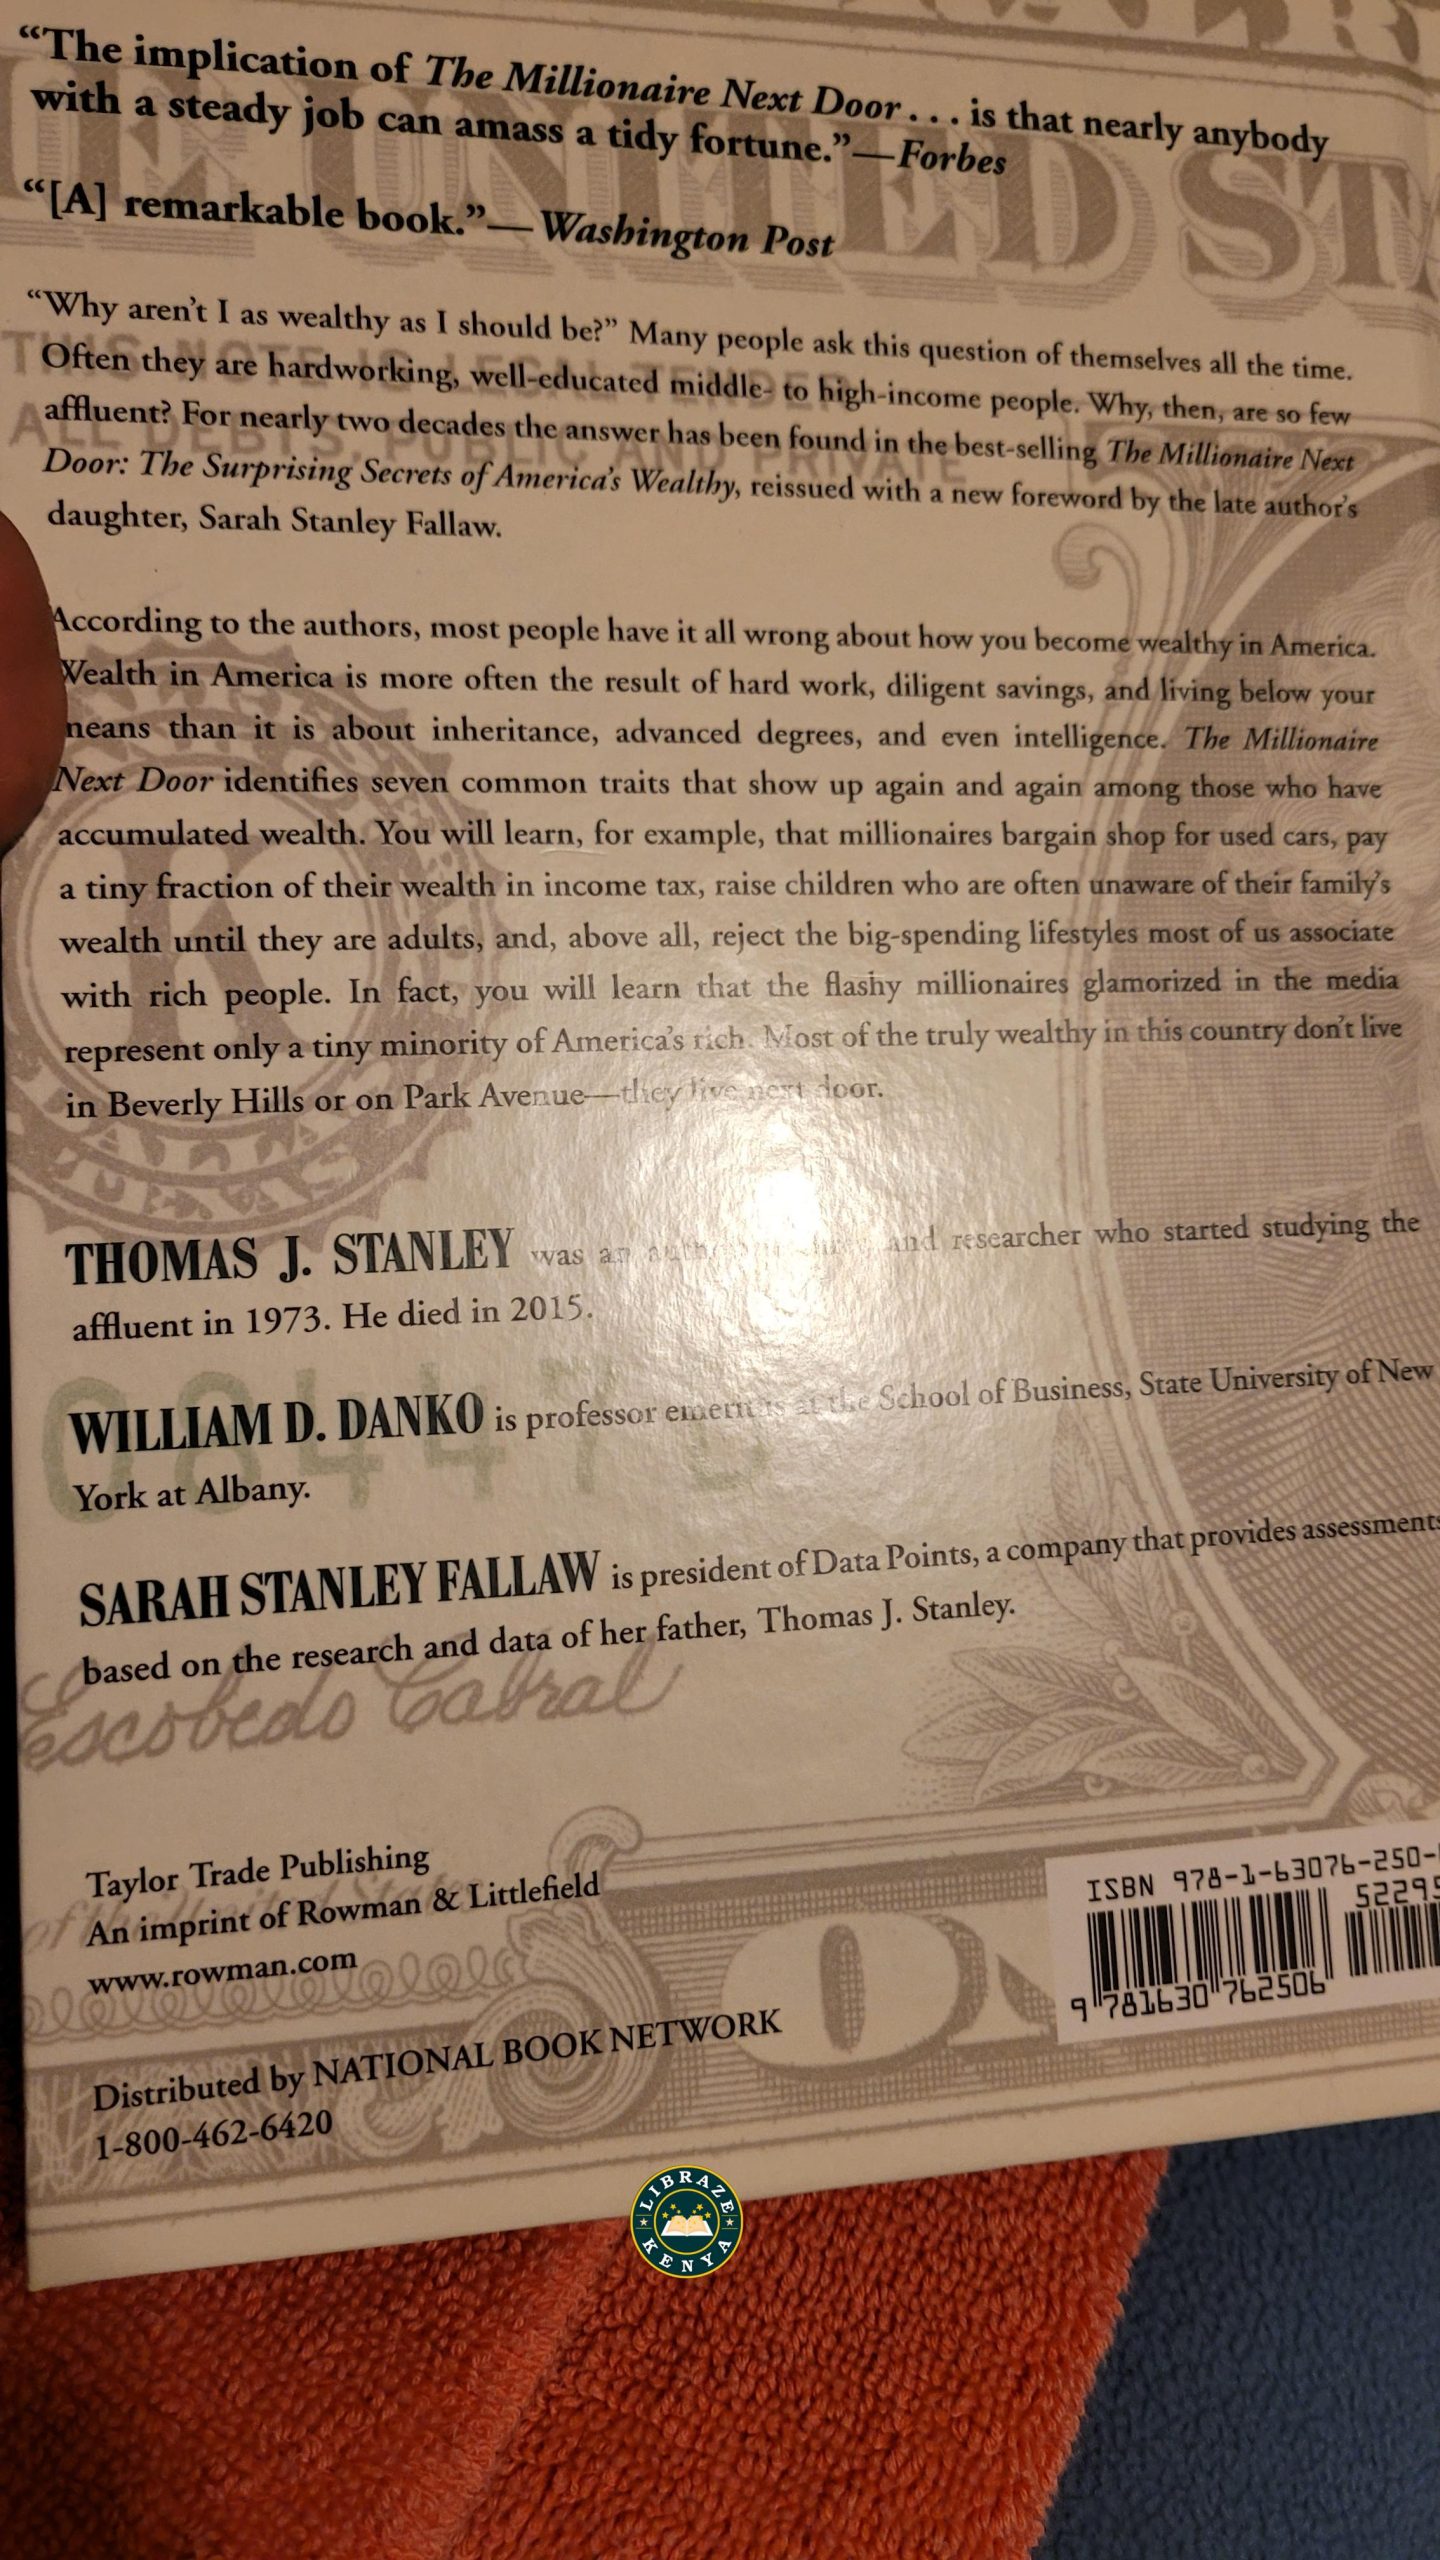 “The implication of The Millionaire Next Door . . . is that nearly anybody
with a steady job can amass a tidy fortune.”—Forbes
“[A] remarkable book.”—Washington Post
“Why aren’t I as wealthy as I should be?” Many people ask this question of themselves all the time.
Often they are hardworking, well-educated middle- to high-income people. Why, then, are so few
affluent? For nearly two decades the answer has been found in the best-selling The Millionaire Next
Door: The Surprising Secrets of America’s Wealthy, reissued with a new foreword by the late author’s
daughter, Sarah Stanley Fallaw.
According to the authors, most people have it all wrong about how you become wealthy in America.
Wealth in America is more often the result of hard work, diligent savings, and living below your
means than it is about inheritance, advanced degrees, and even intelligence. The Millionaire
Next Door identifies seven common traits that show up again and again among those who have
accumulated wealth. You will learn, for example, that millionaires bargain shop for used cars, pay
a tiny fraction of their wealth in income tax, raise children who are often unaware of their family’s
wealth until they are adults, and, above all, reject the big-spending lifestyles most of us associate
with rich people. In fact, you will learn that the flashy millionaires glamorized in the media
represent only a tiny minority of America’s rich. Most of the truly wealthy in this country don’t live
in Beverly Hills or on Park Avenue—they live next door.
THOMAS J. STANLEY was an and researcher who started studying the
affluent in 1973. He died in 2015.
WILLIAM D. DANKO is professor emeritus at the School of Business, State University of New
York at Albany.
SARAH STANLEY FALLAW is president of Data Points, a company that provides assessments
based on the research and data of her father, Thomas J. Stanley.
Escobedo Cabral
Taylor Trade Publishing
An imprint of Rowman & Littlefield
www.rowman.com
Distributed by NATIONAL BOOK NETWORK
1-800-462-6420
ISBN 978-1-63076-250-
5229
9 781630 762506
LIBRAZE
KENYA